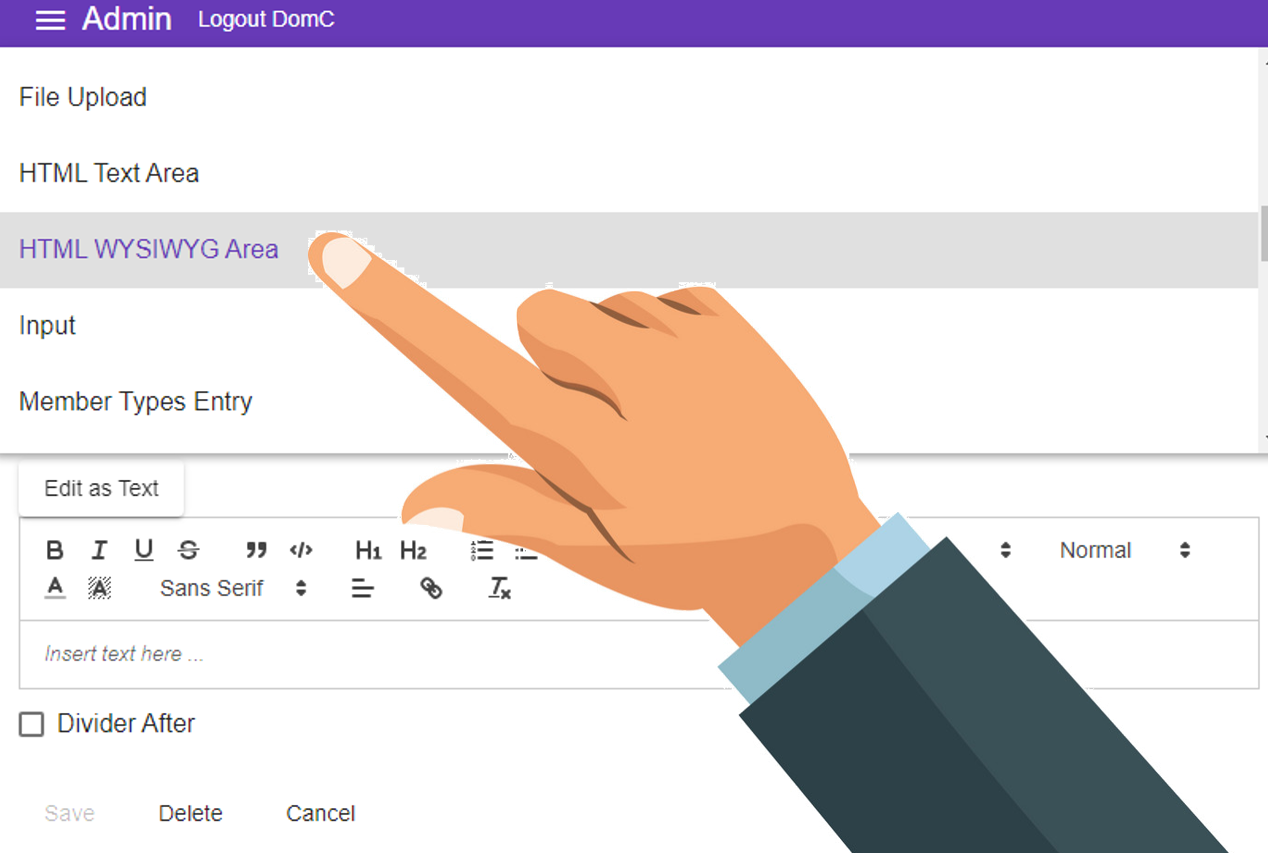 Admin Logout DomC
File Upload
HTML Text Area
HTML WYSIWYG Area
Input
Member Types Entry
Edit as Text
B I U S ” </> H1 H2 Normal
A A Sans Serif Tx
Insert text here ...
Divider After
Save Delete Cancel